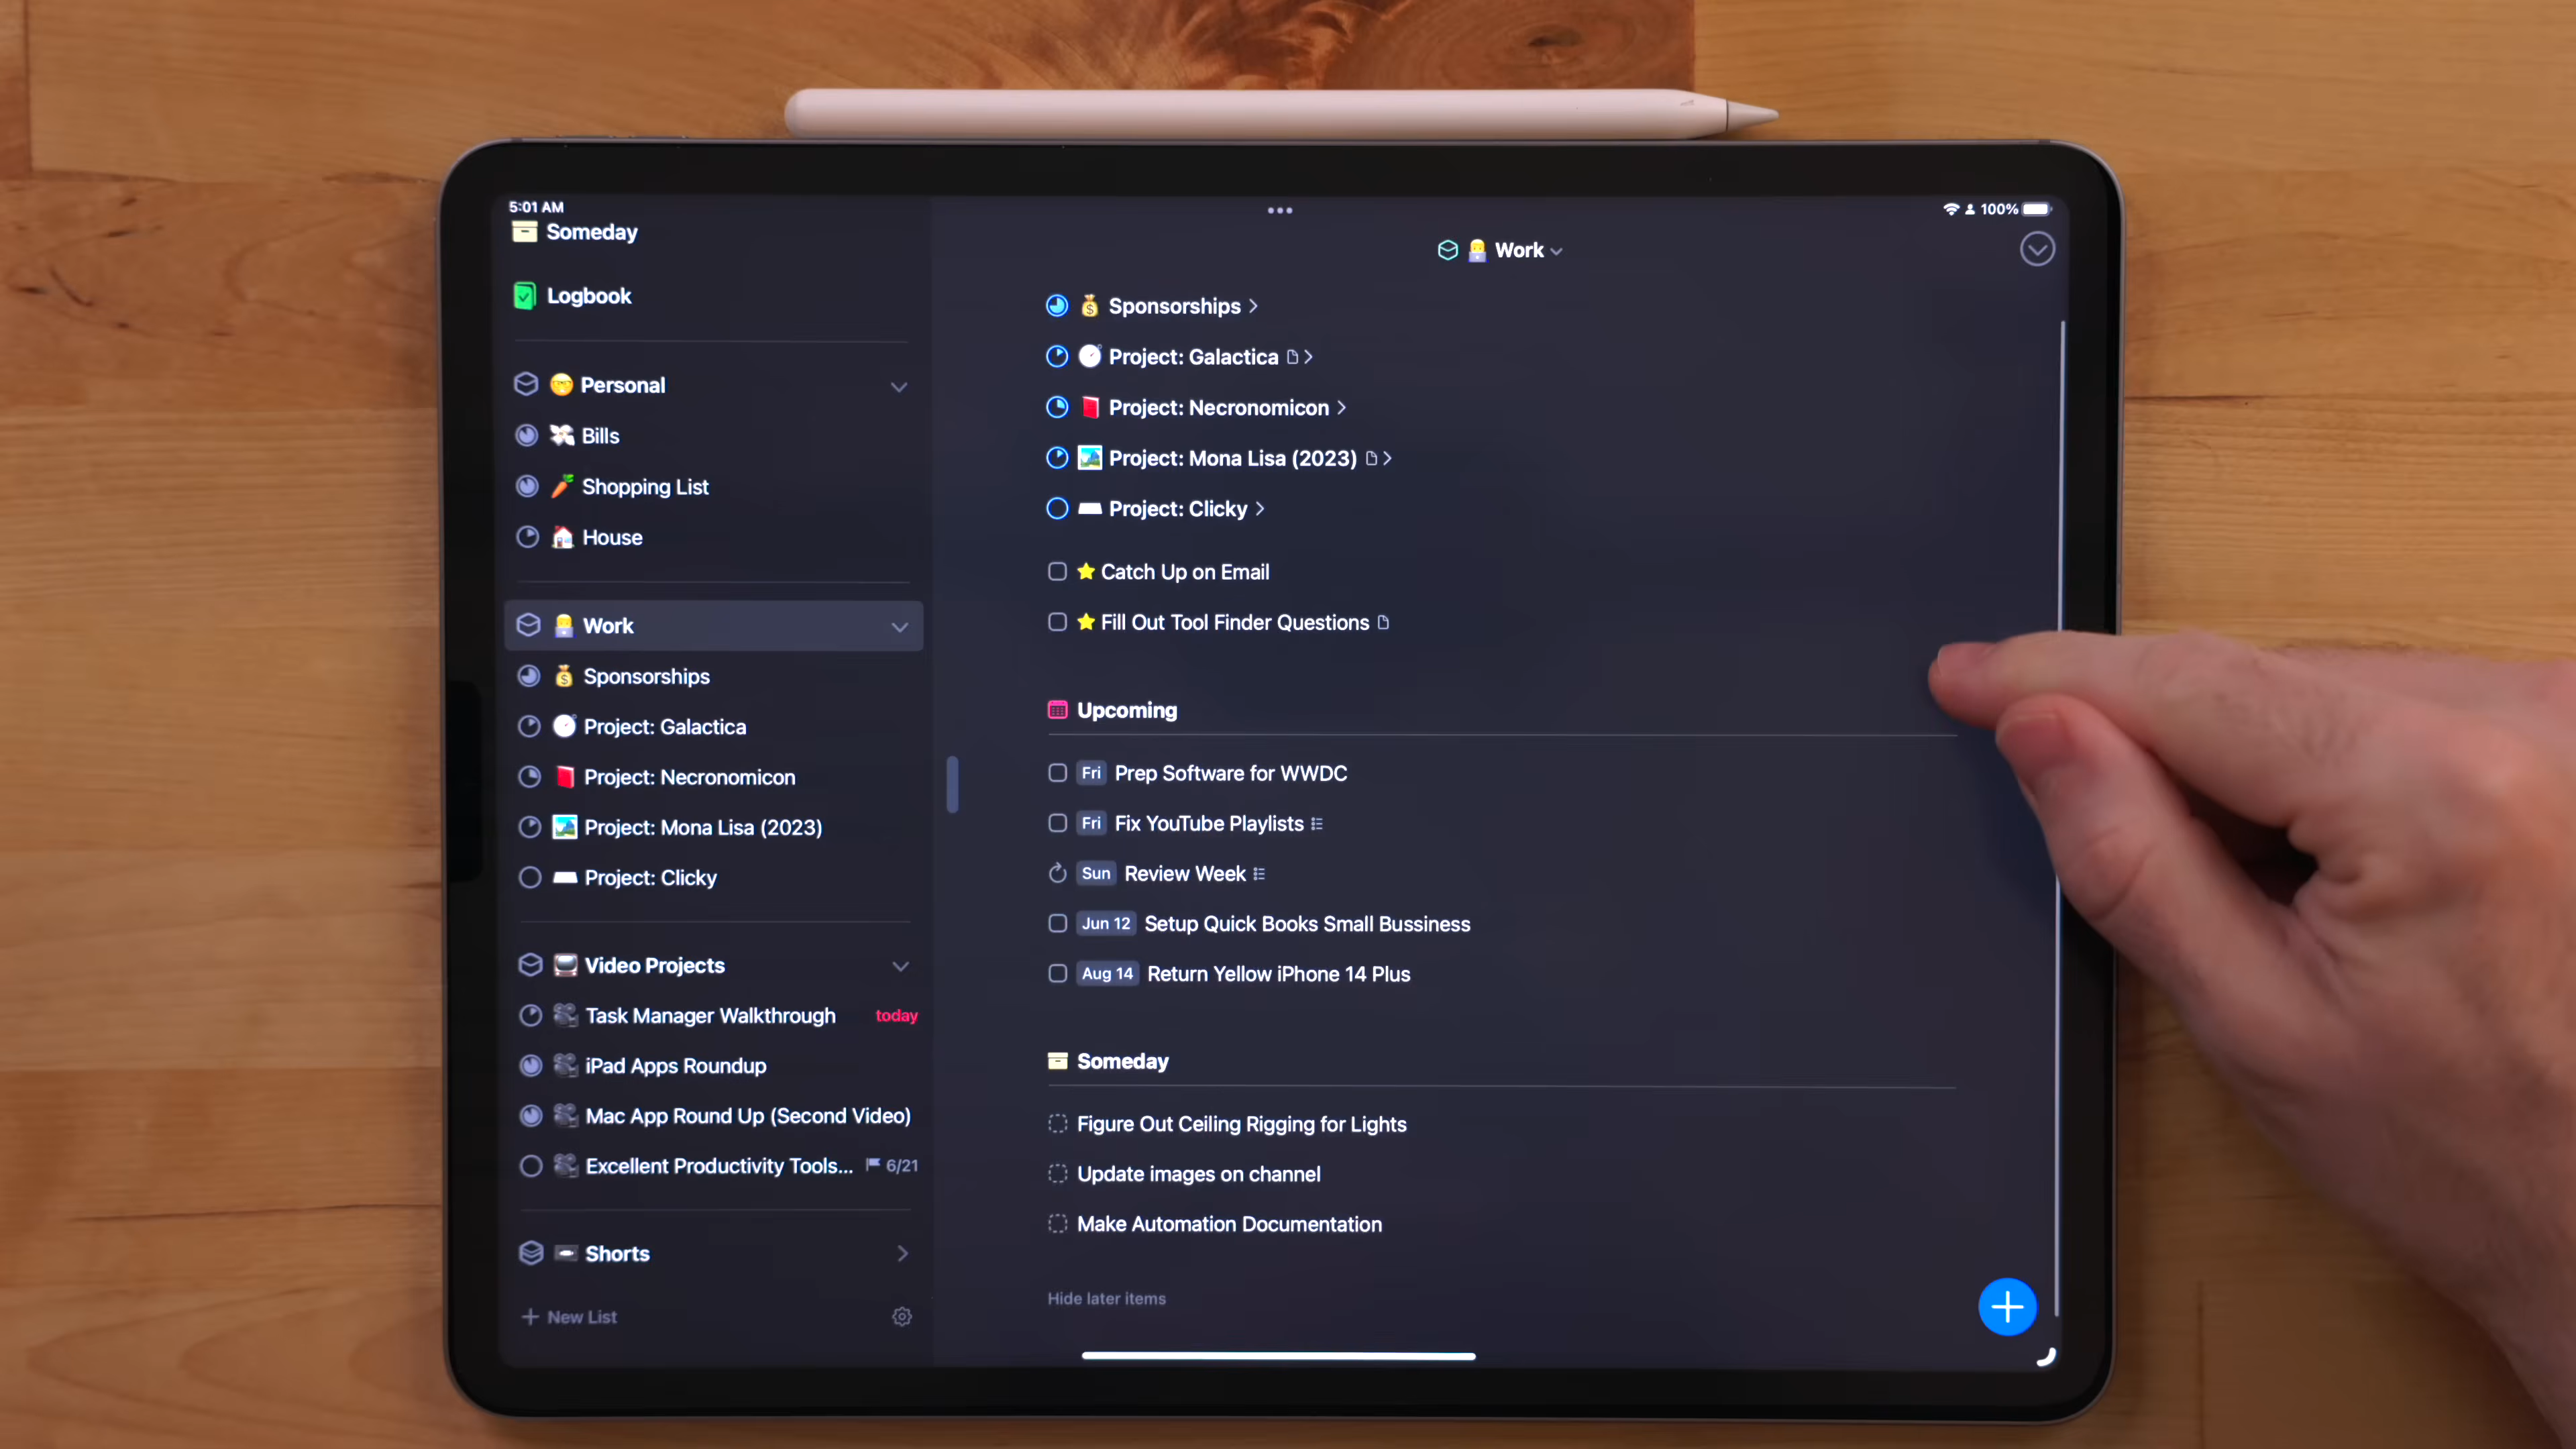 5:01 AM
100%
Someday
Logbook
Personal
Bills
Shopping List
House
Work
Sponsorships
Project: Galactica
Project: Necronomicon
Project: Mona Lisa (2023)
Project: Clicky
Video Projects
Task Manager Walkthrough today
iPad Apps Roundup
Mac App Round Up (Second Video)
Excellent Productivity Tools... 6/21
Shorts
New List
Work
Sponsorships
Project: Galactica
Project: Necronomicon
Project: Mona Lisa (2023)
Project: Clicky
Catch Up on Email
Fill Out Tool Finder Questions
Upcoming
Fri Prep Software for WWDC
Fri Fix YouTube Playlists
Sun Review Week
Jun 12 Setup Quick Books Small Bussiness
Aug 14 Return Yellow iPhone 14 Plus
Someday
Figure Out Ceiling Rigging for Lights
Update images on channel
Make Automation Documentation
Hide later items